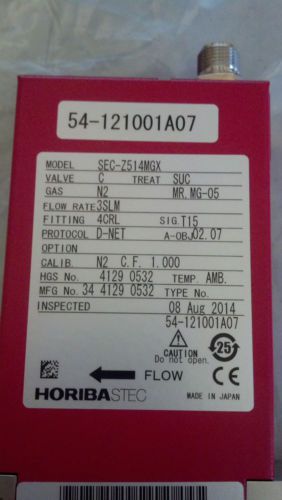 54-121001A07
MODEL SEC-Z514MGX
VALVE C TREAT SUC
GAS N2 MR.MG-05
FLOW RATE 3SLM
FITTING 4CRL SIG.T15
PROTOCOL D-NET A-OBJ02.07
OPTION
CALIB. N2 C.F. 1.000
HGS No. 4129 0532 TEMP. AMB.
MFG No. 34 4129 0532 TYPE No.
INSPECTED 08 Aug 2014
54-121001A07
CAUTION
Do not open.
25
FLOW
CE
HORIBASTEC
MADE IN JAPAN